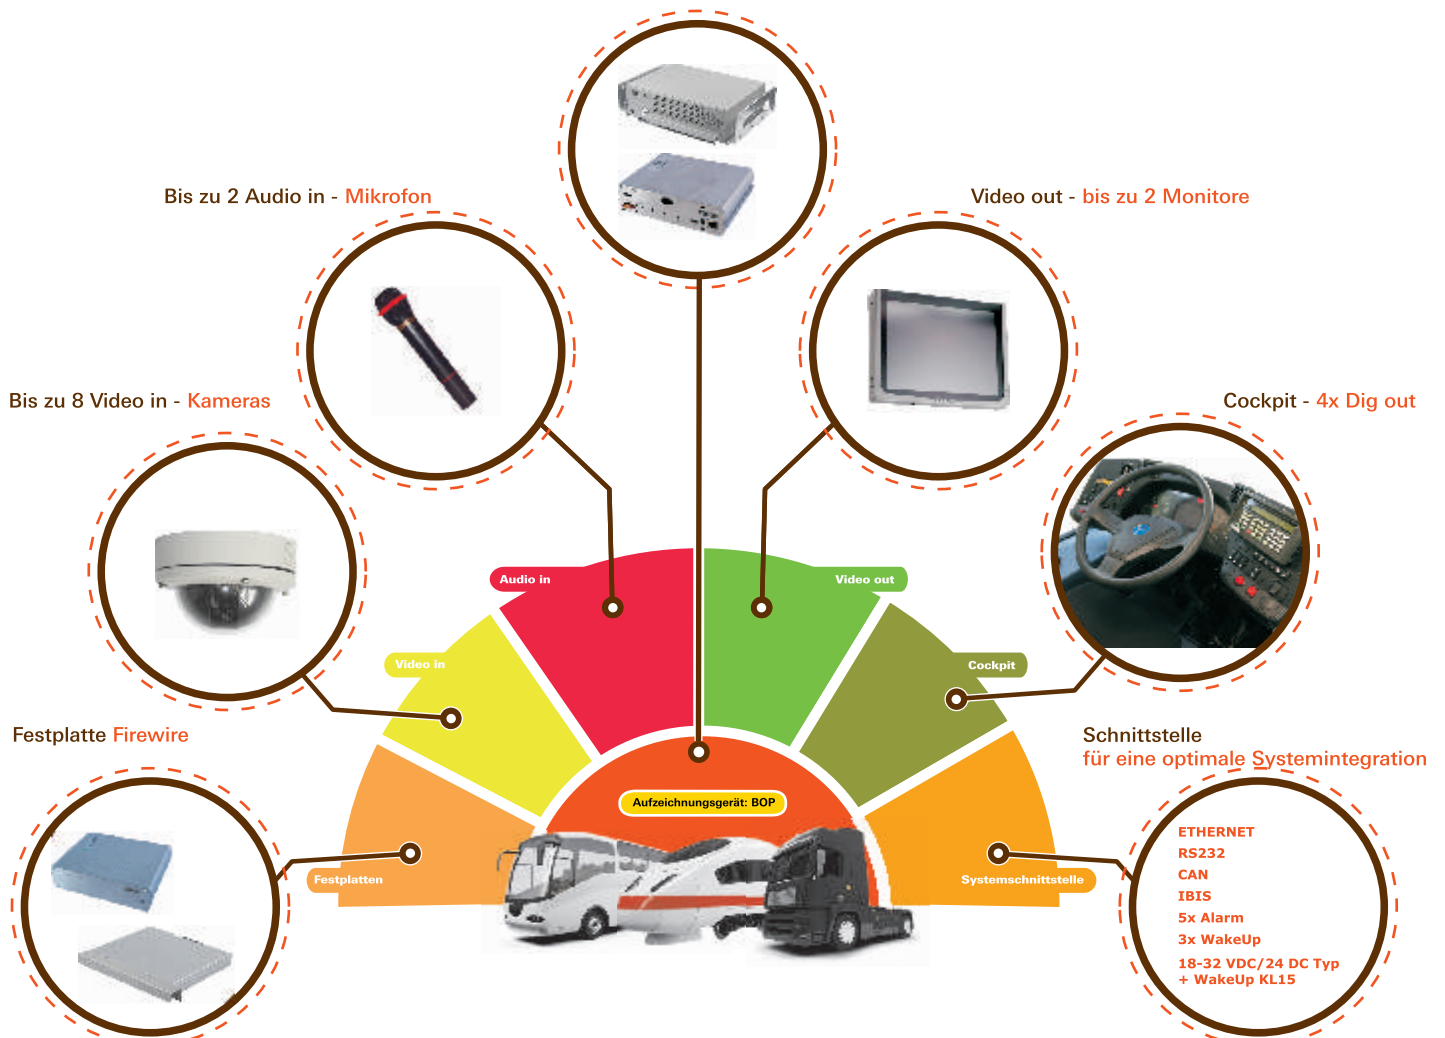 Bis zu 2 Audio in - Mikrofon
Video out - bis zu 2 Monitore
Bis zu 8 Video in - Kameras
Cockpit - 4x Dig out
Audio in
Video out
Video in
Cockpit
Festplatte Firewire
Schnittstelle
für eine optimale Systemintegration
Aufzeichnungsgerät: BOP
Festplatten
Systemschnittstelle
ETHERNET
RS232
CAN
IBIS
5x Alarm
3x WakeUp
18-32 VDC/24 DC Typ
+ WakeUp KL15